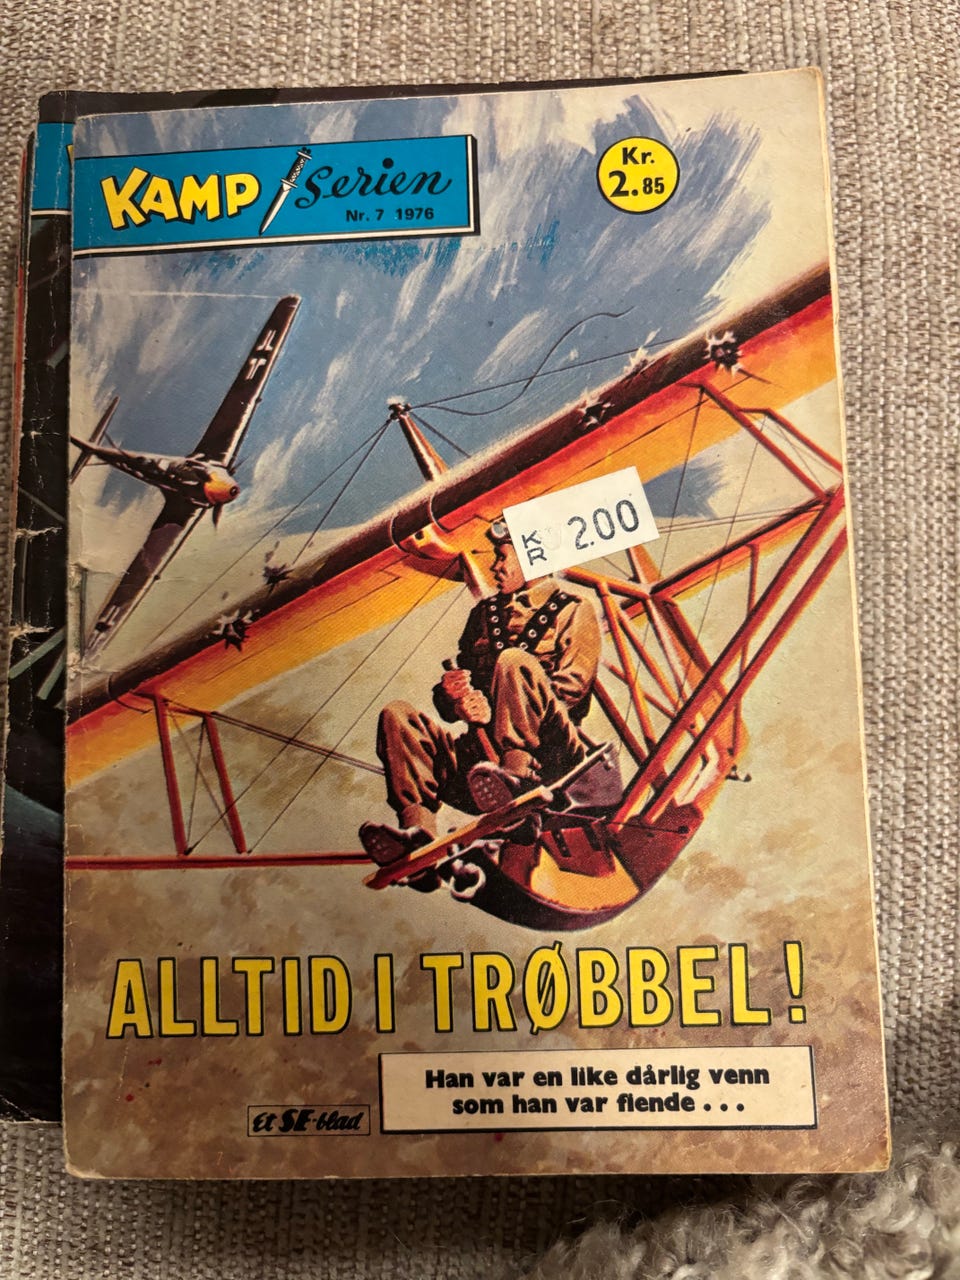 KAMP Serien
Nr. 7 1976
Kr.
2.85
KR 2.00
ALLTID I TRØBBEL!
Han var en like dårlig venn
som han var fiende...
Et SE-blad